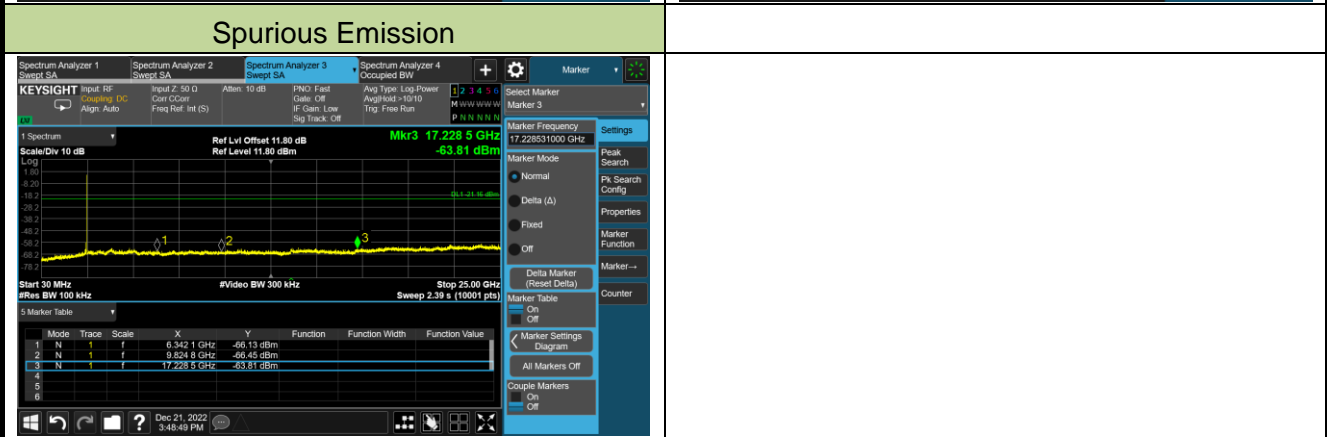 Spurious Emission
Spectrum Analyzer 1
Swept SA
Spectrum Analyzer 2
Swept SA
Spectrum Analyzer 3
Swept SA
Spectrum Analyzer 4
Occupied BW
+
Marker
KEYSIGHT
Input: RF
Coupling: DC
Align: Auto
Input Z: 50 Ω
Corr CCorr
Freq Ref: Int (S)
Atten: 10 dB
PNO: Fast
Gate: Off
IF Gain: Low
Sig Track: Off
Avg Type: Log-Power
Avg|Hold:>10/10
Trig: Free Run
1 2 3 4 5 6
M W W W W W
P N N N N N
LW
Select Marker
Marker 3
1 Spectrum
Scale/Div 10 dB
Log
Ref Lvl Offset 11.80 dB
Ref Level 11.80 dBm
Mkr3 17.228 5 GHz
-63.81 dBm
1.80
-8.20
-18.2
-28.2
-38.2
-48.2
-58.2
-68.2
-78.2
1
2
3
Start 30 MHz
#Res BW 100 kHz
#Video BW 300 kHz
Stop 25.00 GHz
Sweep 2.39 s (10001 pts)
5 Marker Table
Mode Trace Scale X Y Function Function Width Function Value
1 N 1 f 6.342 1 GHz -66.13 dBm
2 N 1 f 9.824 8 GHz -66.45 dBm
3 N 1 f 17.228 5 GHz -63.81 dBm
4
5
6
Marker Frequency
17.228531000 GHz
Marker Mode
Normal
Delta (Δ)
Fixed
Off
Delta Marker
(Reset Delta)
Marker Table
On
Off
Marker Settings
Diagram
All Markers Off
Couple Markers
On
Off
Settings
Peak
Search
Pk Search
Config
Properties
Marker
Function
Marker→
Counter
?
Dec 21, 2022
3:48:49 PM